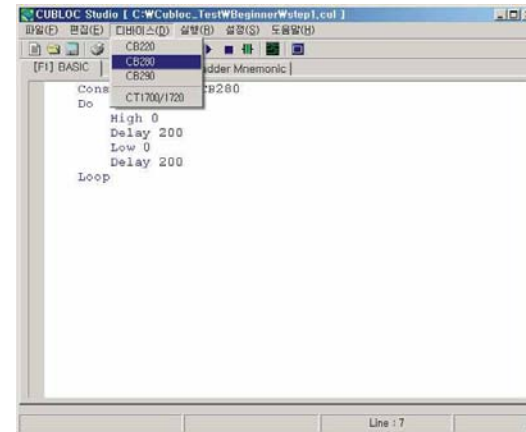 CUBLOC Studio [ C:₩Cubloc_Test₩Beginner₩step1.cul ]
파일(F) 편집(E) 디바이스(D) 실행(R) 설정(S) 도움말(H)
CB220
CB280
CB290
CT1700/1720
[F1] BASIC
adder Mnemonic
Cons CB280
Do
High 0
Delay 200
Low 0
Delay 200
Loop
Line : 7